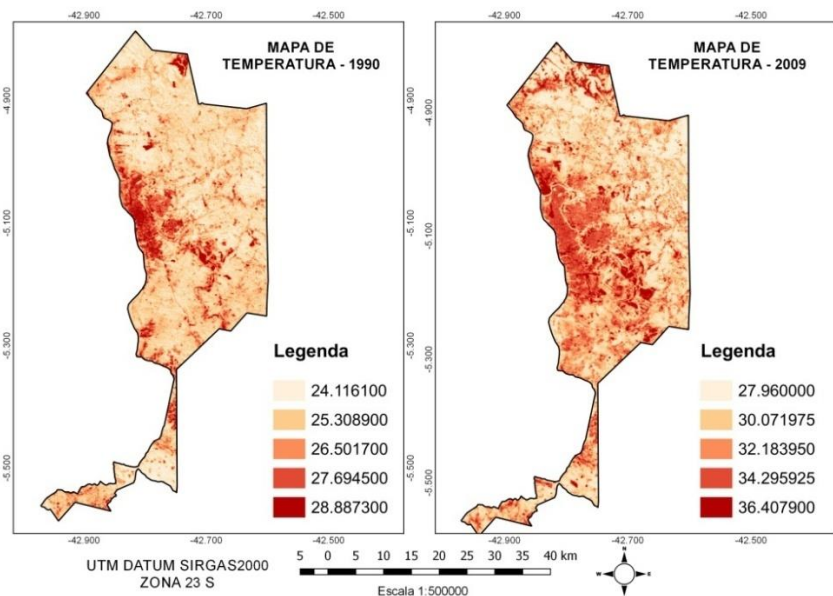 -42.900
-42.700
-42.500
MAPA DE
TEMPERATURA - 1990
-4.900
-5.100
-5.300
-5.500
Legenda
24.116100
25.308900
26.501700
27.694500
28.887300
-42.900
-42.700
-42.500
-42.900
-42.700
-42.500
MAPA DE
TEMPERATURA - 2009
-4.900
-5.100
-5.300
-5.500
Legenda
27.960000
30.071975
32.183950
34.295925
36.407900
-42.900
-42.700
-42.500
UTM DATUM SIRGAS2000
ZONA 23 S
5 0 5 10 15 20 25 30 35 40 km
Escala 1:500000
N
W E
S